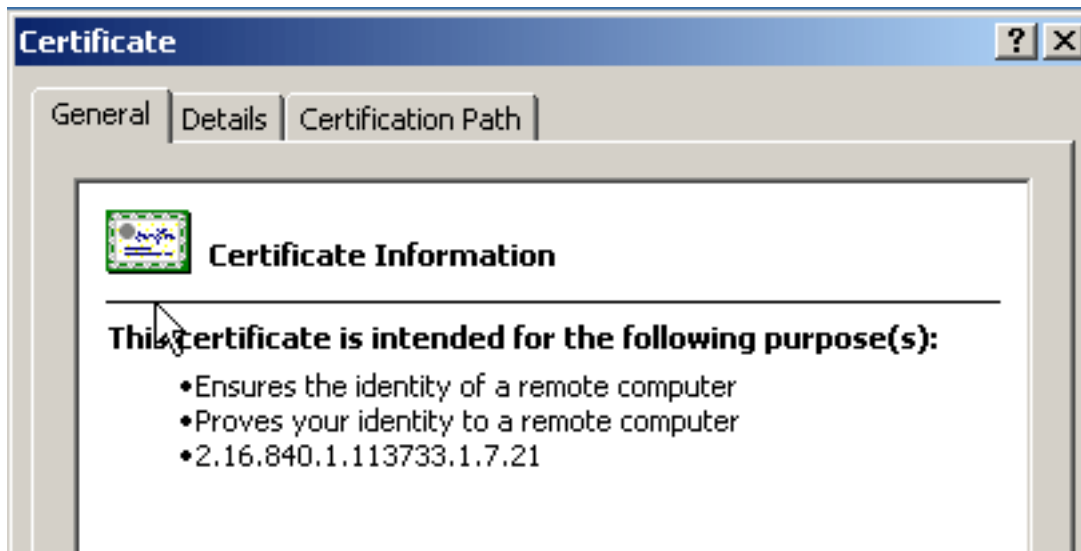 Certificate
General
Details
Certification Path
Certificate Information
This certificate is intended for the following purpose(s):
•Ensures the identity of a remote computer
•Proves your identity to a remote computer
•2.16.840.1.113733.1.7.21